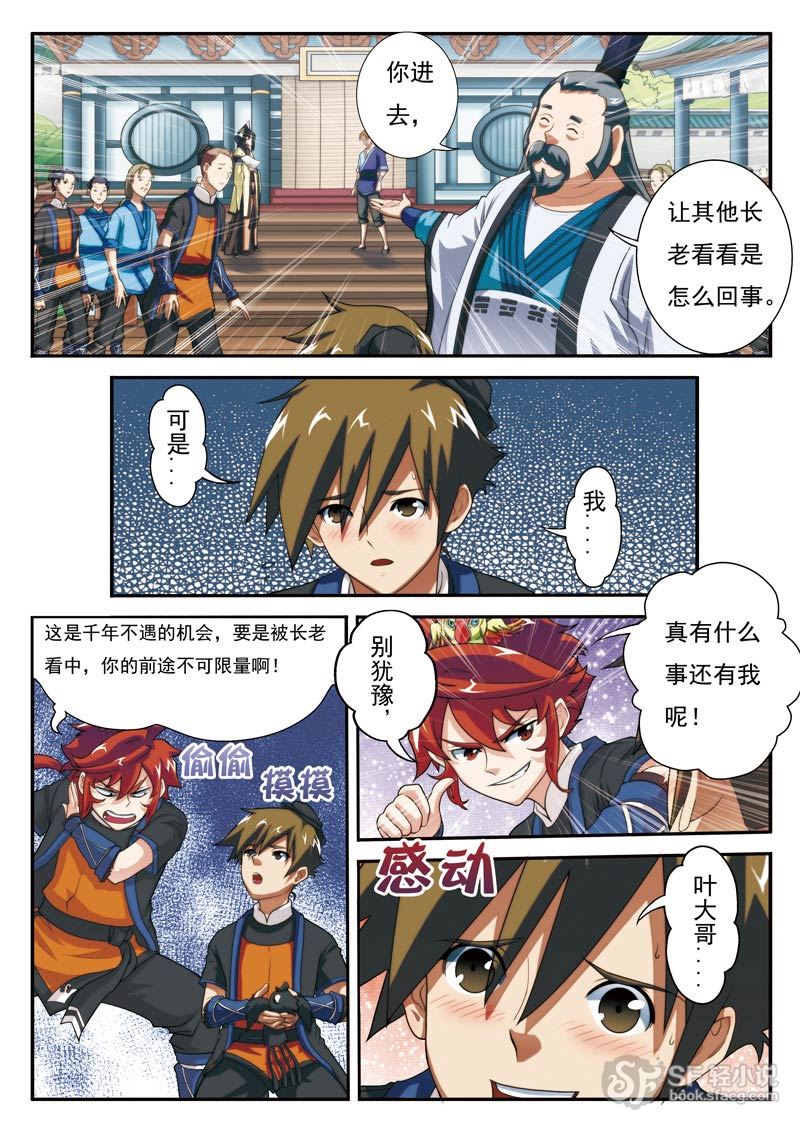 你进
去，
让其他长
老看看是
怎么回事。
可是....
我....
这是千年不遇的机会，要是被长老
看中，你的前途不可限量啊！
偷偷
摸摸
别犹
豫，
真有什么
事还有我
呢！
感动
叶大
哥.....
SF轻小说
book.sfacg.com